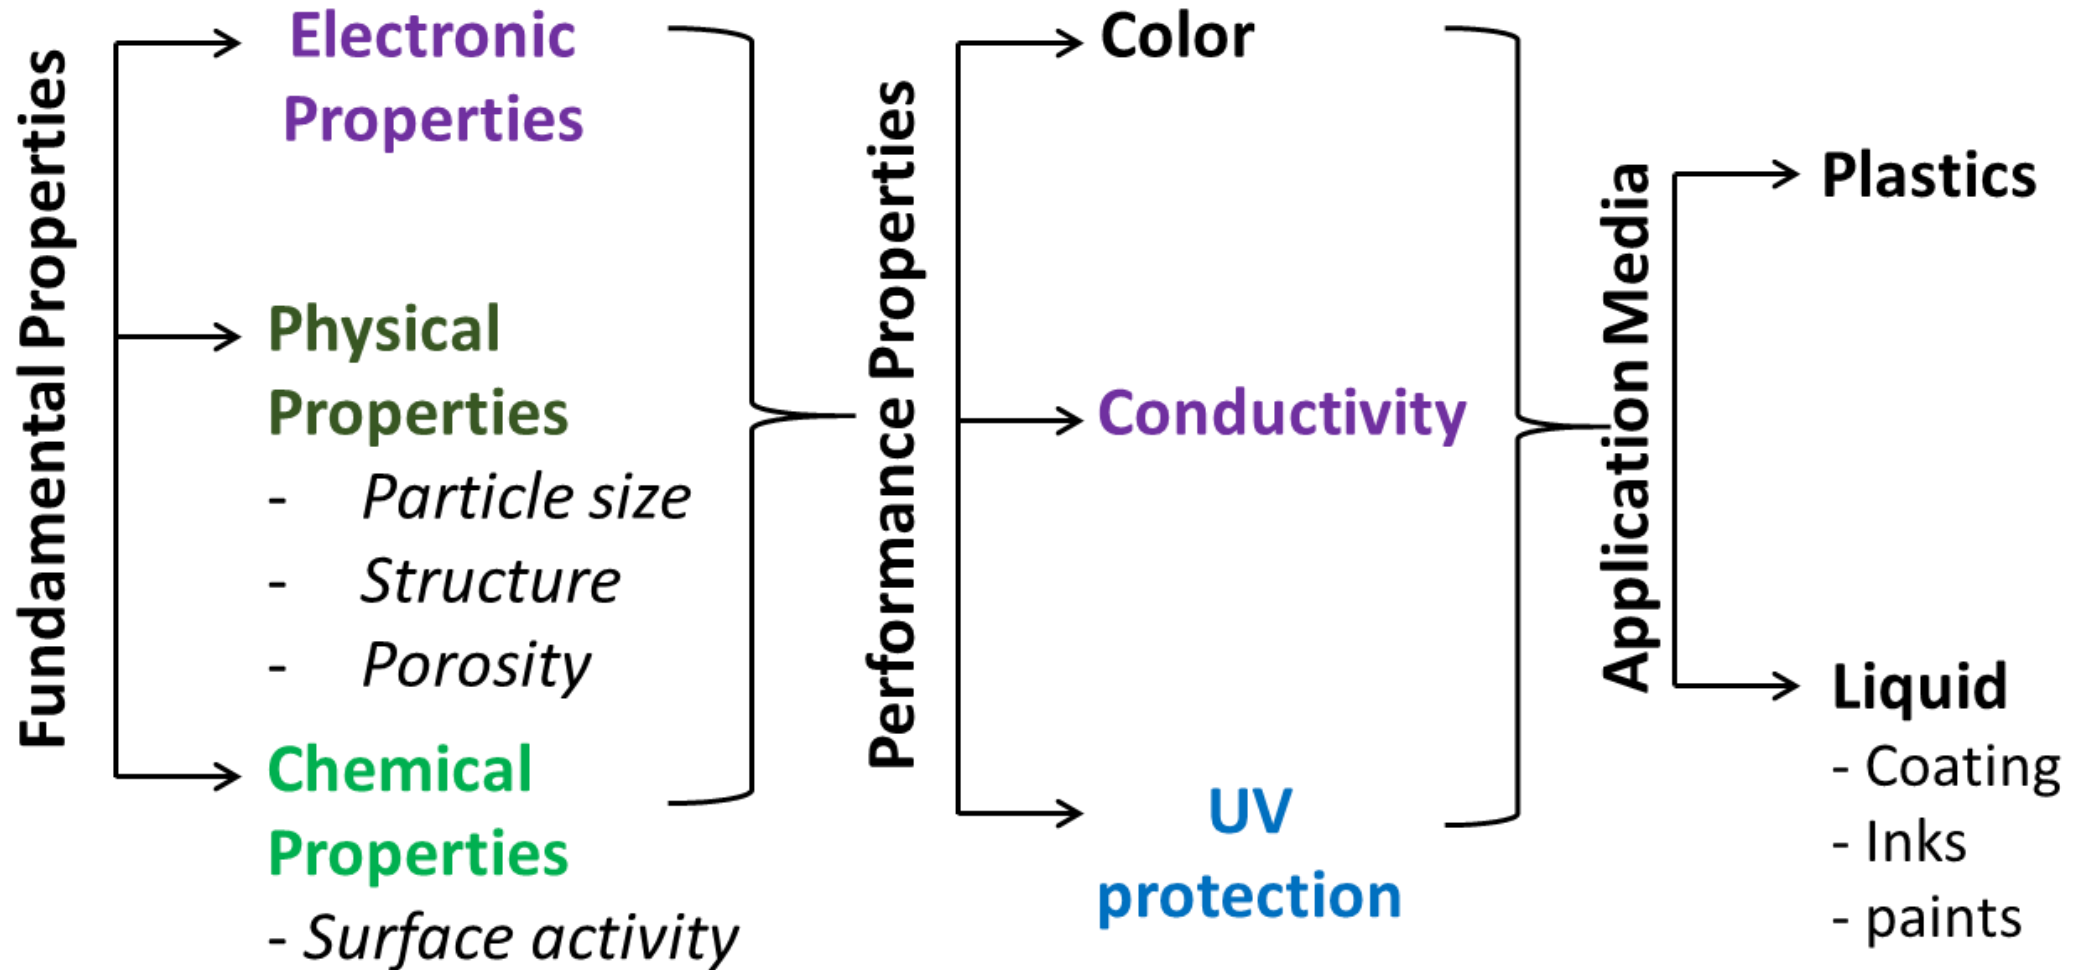 Fundamental Properties
Electronic
Properties
Physical
Properties
- Particle size
- Structure
- Porosity
Chemical
Properties
- Surface activity
Performance Properties
Color
Conductivity
UV
protection
Application Media
Plastics
Liquid
- Coating
- Inks
- paints